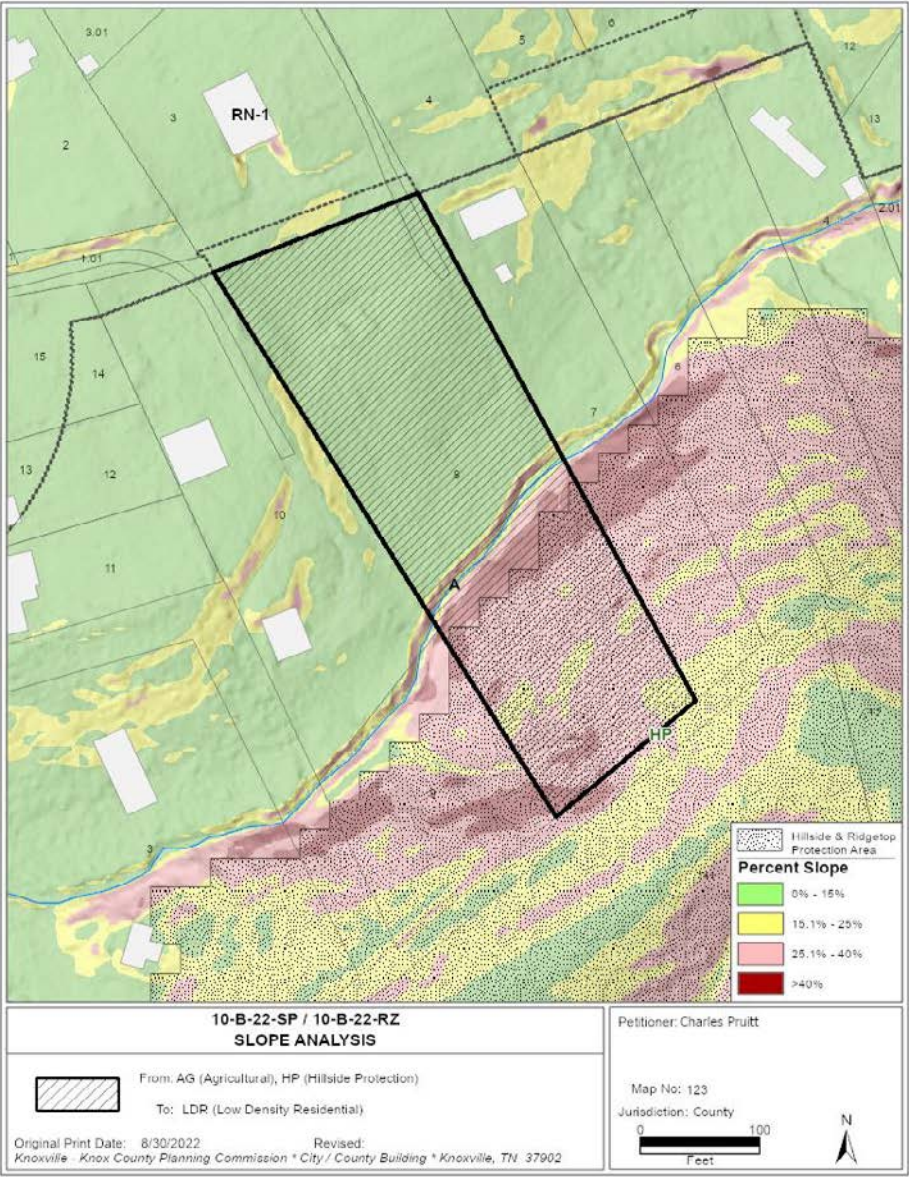 3.01
5
6
7
12
RN-1
3
4
13
2
4
2.01
1.01
15
14
6
7
13
12
9
10
11
A
HP
3
Hillside & Ridgetop
Protection Area
Percent Slope
0% - 15%
15.1% - 25%
25.1% - 40%
>40%
10-B-22-SP / 10-B-22-RZ
SLOPE ANALYSIS
From: AG (Agricultural), HP (Hillside Protection)
To: LDR (Low Density Residential)
Original Print Date: 8/30/2022 Revised:
Knoxville - Knox County Planning Commission * City / County Building * Knoxville, TN 37902
Petitioner: Charles Pruitt
Map No: 123
Jurisdiction: County
0 100
Feet
N